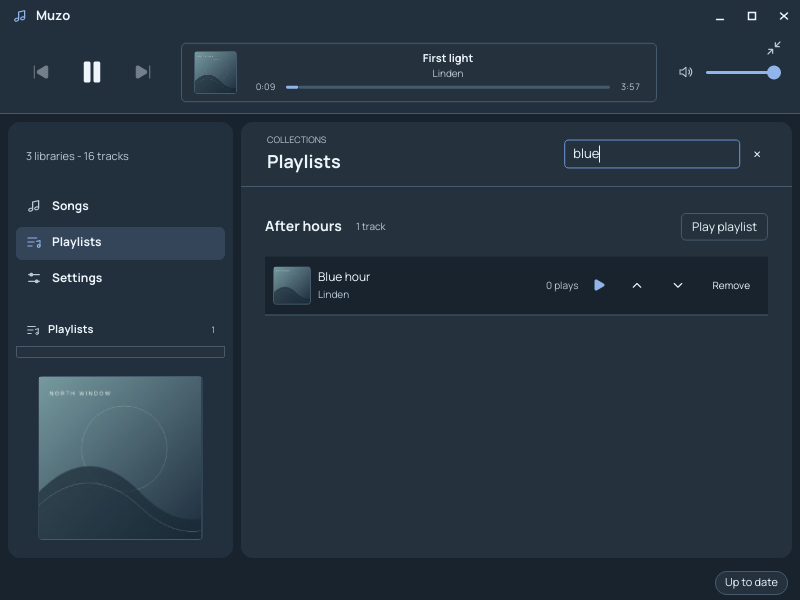 Muzo
First light
Linden
0:09
3:57
3 libraries - 16 tracks
Songs
Playlists
Settings
Playlists
1
NORTH WINDOW
COLLECTIONS
Playlists
blue
After hours
1 track
Play playlist
Blue hour
Linden
0 plays
Remove
Up to date